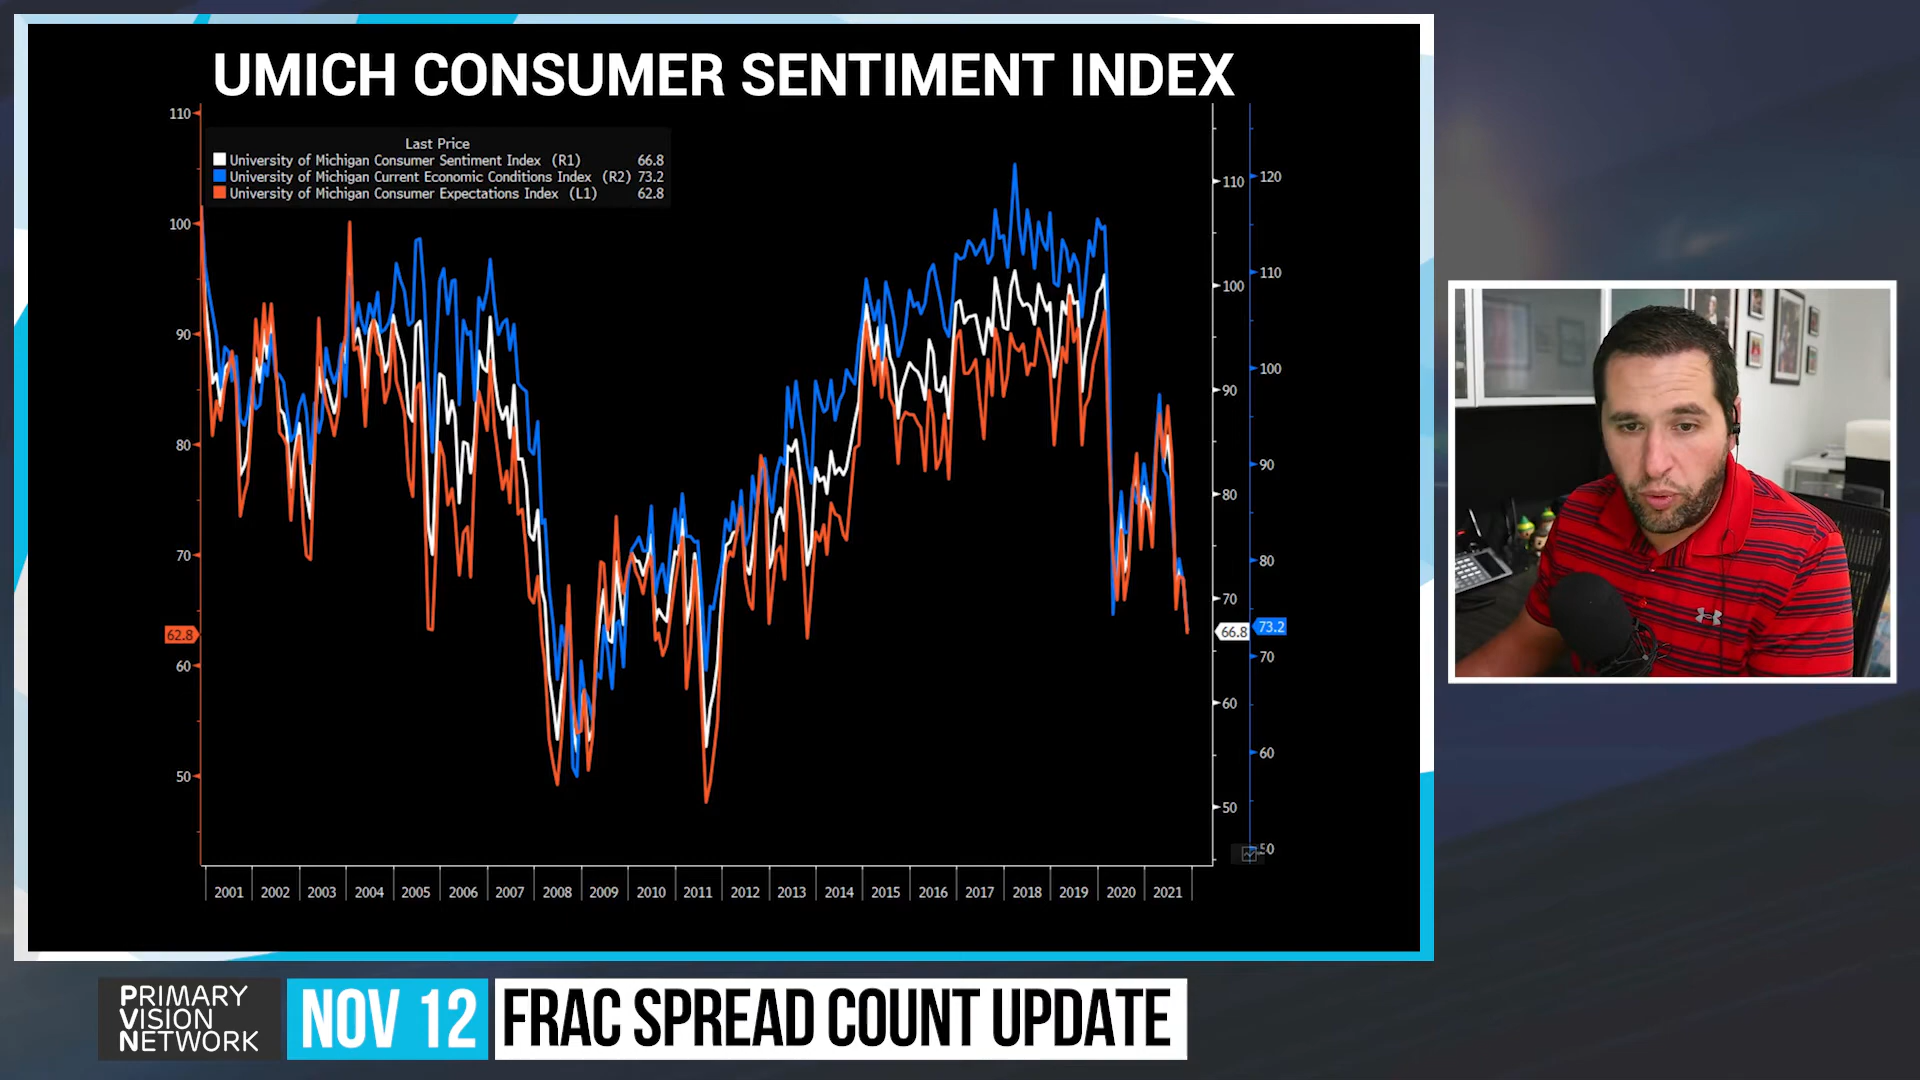 UMICH CONSUMER SENTIMENT INDEX
Last Price
University of Michigan Consumer Sentiment Index (R1) 66.8
University of Michigan Current Economic Conditions Index (R2) 73.2
University of Michigan Consumer Expectations Index (L1) 62.8
110
100
90
80
70
62.8
60
50
110
100
90
80
70
66.8
60
50
120
110
100
90
80
73.2
70
60
50
2001 2002 2003 2004 2005 2006 2007 2008 2009 2010 2011 2012 2013 2014 2015 2016 2017 2018 2019 2020 2021
PRIMARY
VISION
NETWORK
NOV 12
FRAC SPREAD COUNT UPDATE